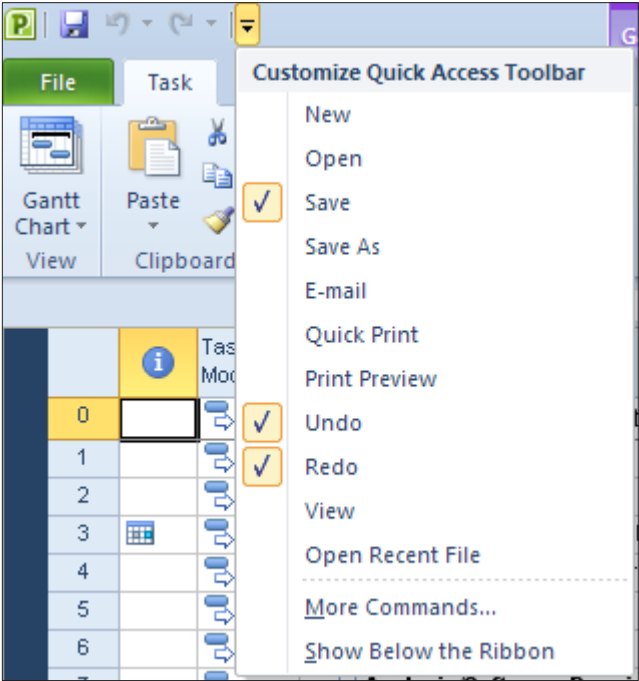 P
G
Customize Quick Access Toolbar
File
Task
New
Open
Save
Save As
E-mail
Quick Print
Print Preview
Undo
Redo
View
Open Recent File
More Commands...
Show Below the Ribbon
Gantt
Chart
Paste
View
Clipboard
Tas
Mod
0
1
2
3
4
5
6